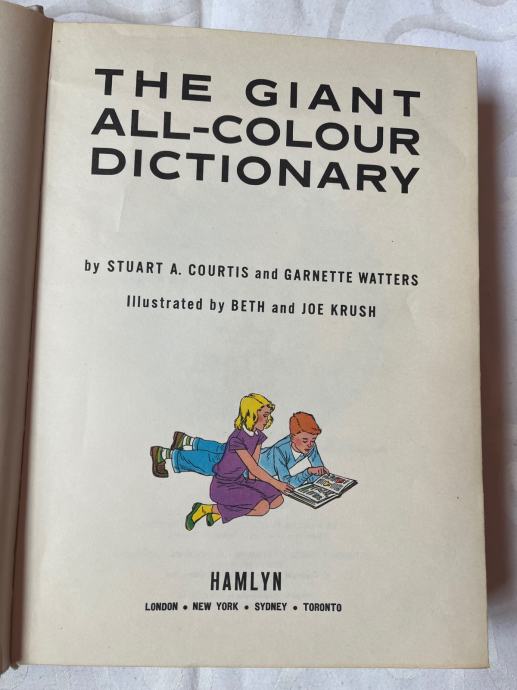 THE GIANT
ALL-COLOUR
DICTIONARY
by STUART A. COURTIS and GARNETTE WATTERS
Illustrated by BETH and JOE KRUSH
HAMLYN
LONDON • NEW YORK • SYDNEY • TORONTO